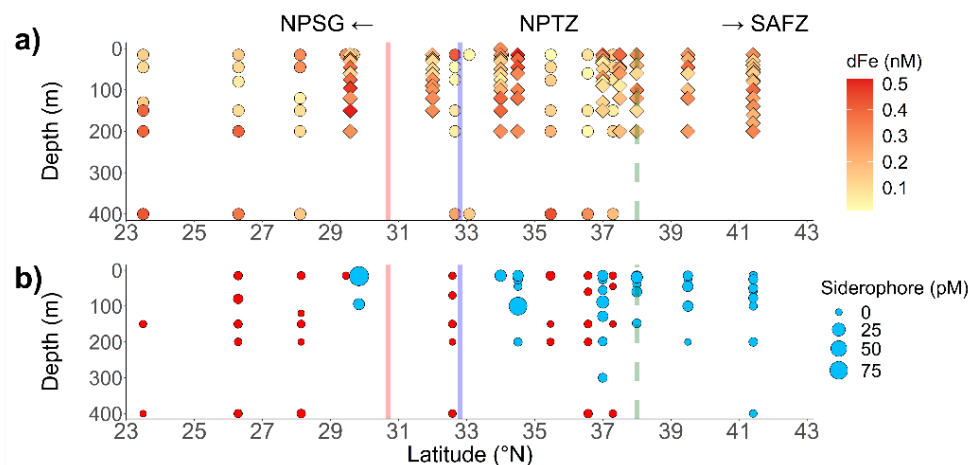 NPSG ← NPTZ → SAFZ
a)
Depth (m)
0
100
200
300
400
23 25 27 29 31 33 35 37 39 41 43
dFe (nM)
0.5
0.4
0.3
0.2
0.1
b)
Depth (m)
0
100
200
300
400
23 25 27 29 31 33 35 37 39 41 43
Latitude (°N)
Siderophore (pM)
0
25
50
75